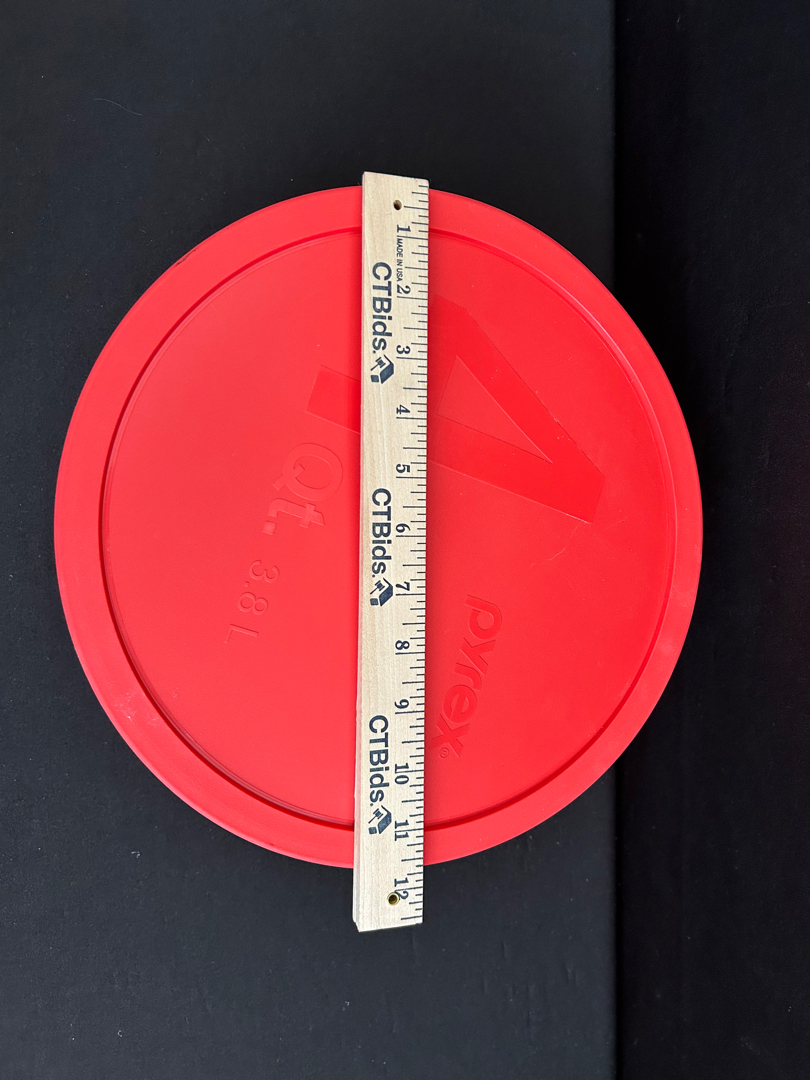 1
MADE IN USA
2
CTBids.
3
4
5
CTBids.
6
7
8
9
CTBids.
10
11
12
4
Qt.
3.8 L
pyrex®